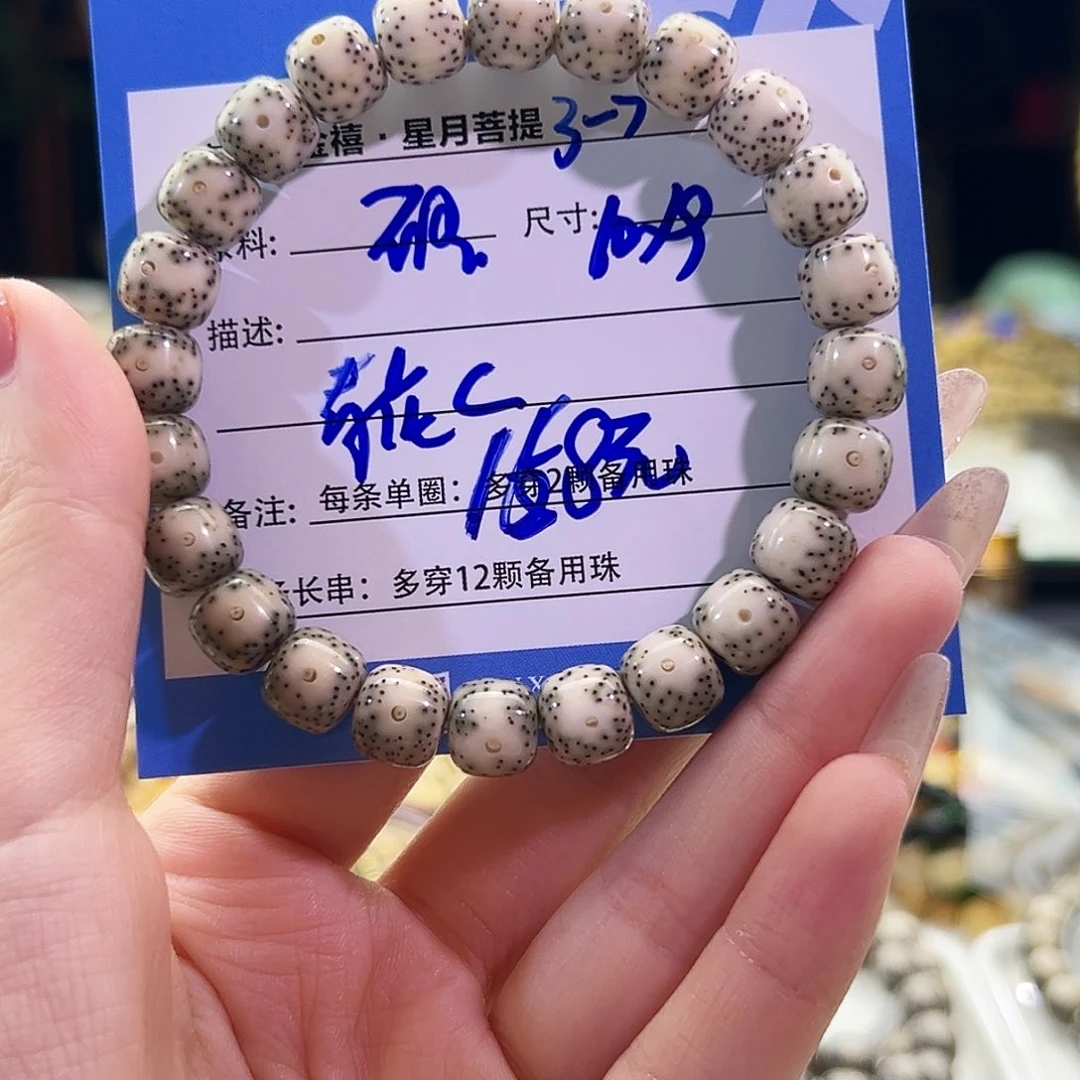 金禧·星月菩提 3-7
料: 尺寸: 10×9
描述:
C
168元
备注: 每条单圈：多穿2颗备用珠
长串：多穿12颗备用珠